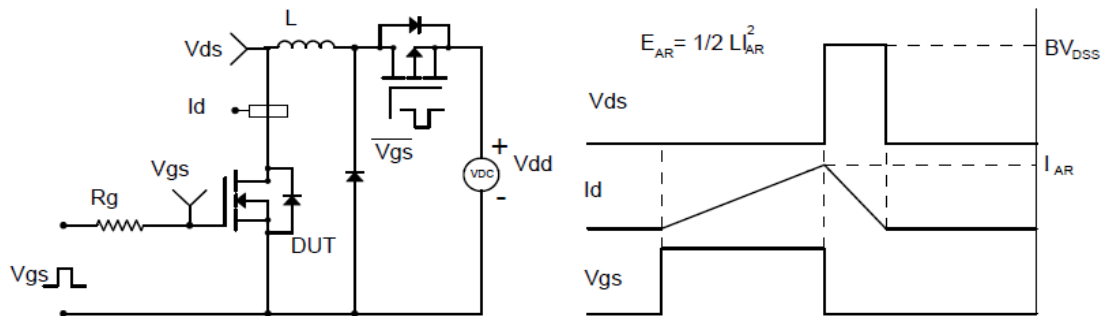 L
Vds
Id
Vgs
Vgs
+
VDC
-
Vdd
Vgs
Rg
DUT
Vgs
E_AR = 1/2 LI_AR^2
BV_DSS
Vds
I_AR
Id
Vgs